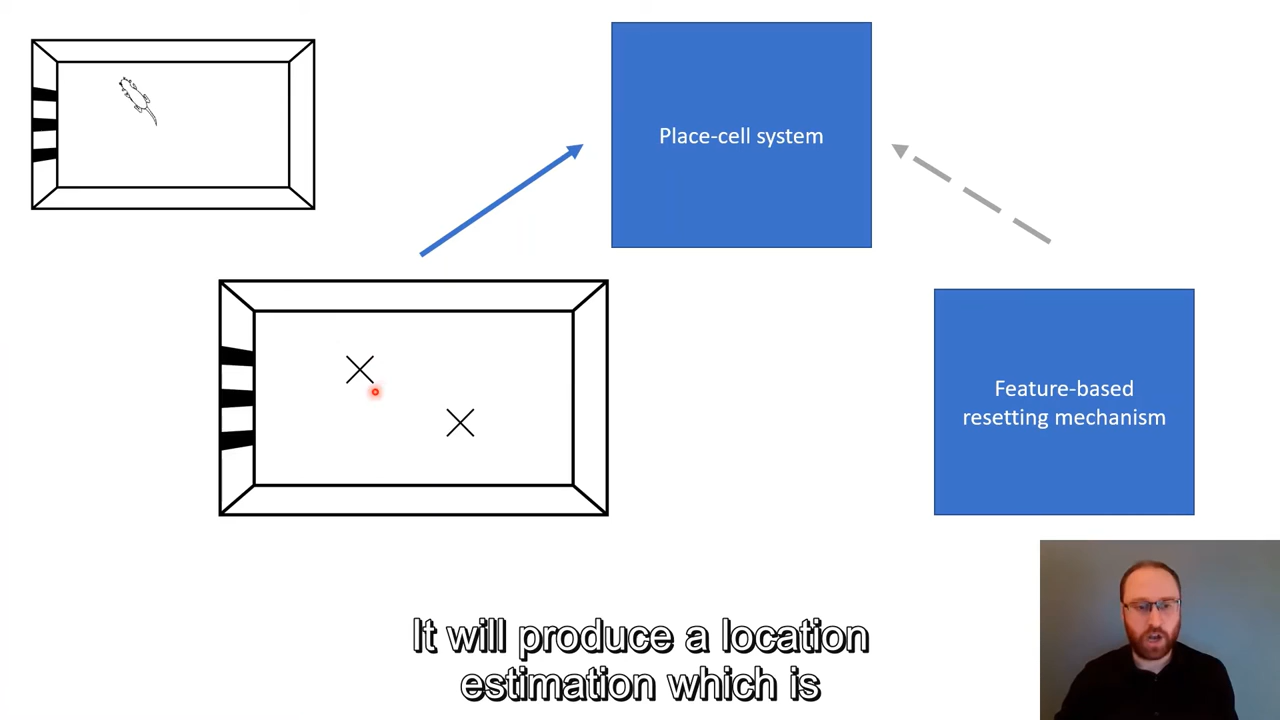 Place-cell system
Feature-based
resetting mechanism
It will produce a location
estimation which is